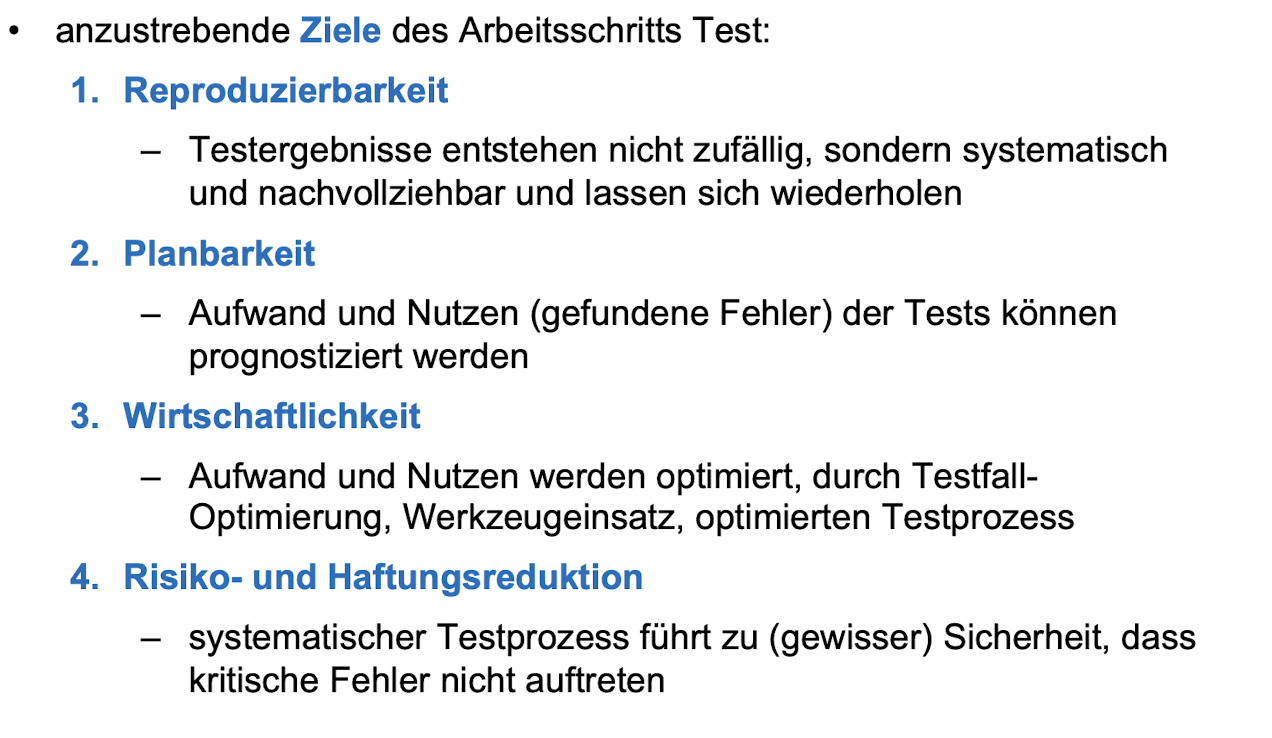 • anzustrebende Ziele des Arbeitsschritts Test:
1. Reproduzierbarkeit
– Testergebnisse entstehen nicht zufällig, sondern systematisch
und nachvollziehbar und lassen sich wiederholen
2. Planbarkeit
– Aufwand und Nutzen (gefundene Fehler) der Tests können
prognostiziert werden
3. Wirtschaftlichkeit
– Aufwand und Nutzen werden optimiert, durch Testfall-
Optimierung, Werkzeugeinsatz, optimierten Testprozess
4. Risiko- und Haftungsreduktion
– systematischer Testprozess führt zu (gewisser) Sicherheit, dass
kritische Fehler nicht auftreten